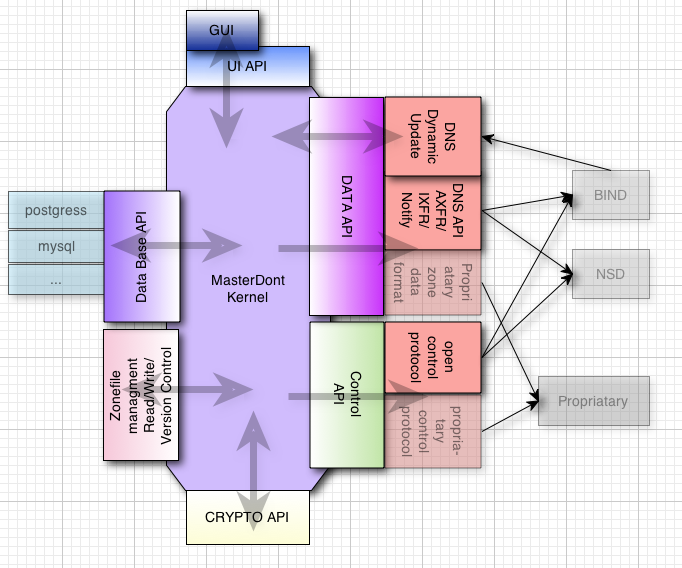 GUI
UI API
DNS
Dynamic
Update
DATA API
DNS API
AXFR/
IXFR/
Notify
BIND
postgress
mysql
...
Data Base API
MasterDont
Kernel
Propri
atary
zone
data
format
NSD
Zonefile
managment
Read/Write/
Version Control
Control
API
open
control
protocol
propria-
tary
control
protocol
Propriatary
CRYPTO API